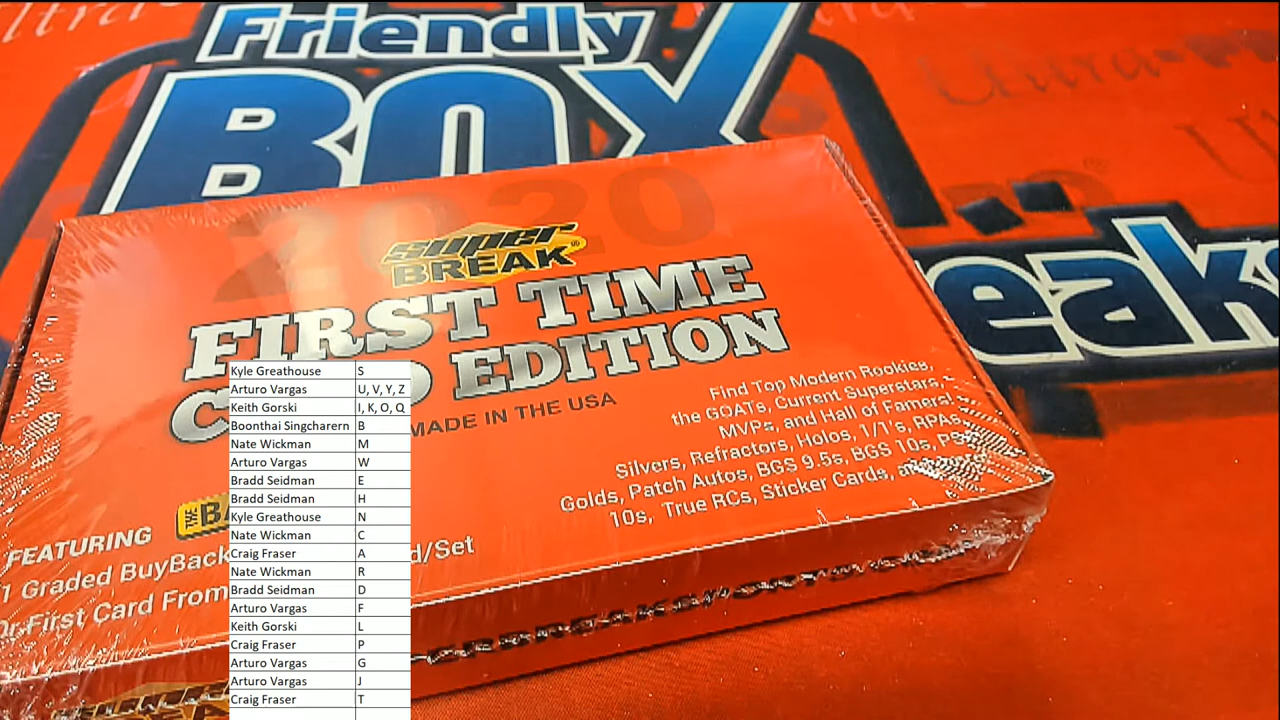 Friendly
BOX
eaks
2020
super
BREAK
FIRST TIME
EDITION
MADE IN THE USA
Find Top Modern Rookies,
the GOATs, Current Superstars,
MVPs, and Hall of Famers!
Silvers, Refractors, Holos, 1/1's, RPAs,
Golds, Patch Autos, BGS 9.5s, BGS 10s, PS
10s, True RCs, Sticker Cards,
FEATURING
THE BA
1 Graded BuyBack d/Set
Or First Card From
Kyle Greathouse S
Arturo Vargas U, V, Y, Z
Keith Gorski I, K, O, Q
Boonthai Singcharern B
Nate Wickman M
Arturo Vargas W
Bradd Seidman E
Bradd Seidman H
Kyle Greathouse N
Nate Wickman C
Craig Fraser A
Nate Wickman R
Bradd Seidman D
Arturo Vargas F
Keith Gorski L
Craig Fraser P
Arturo Vargas G
Arturo Vargas J
Craig Fraser T